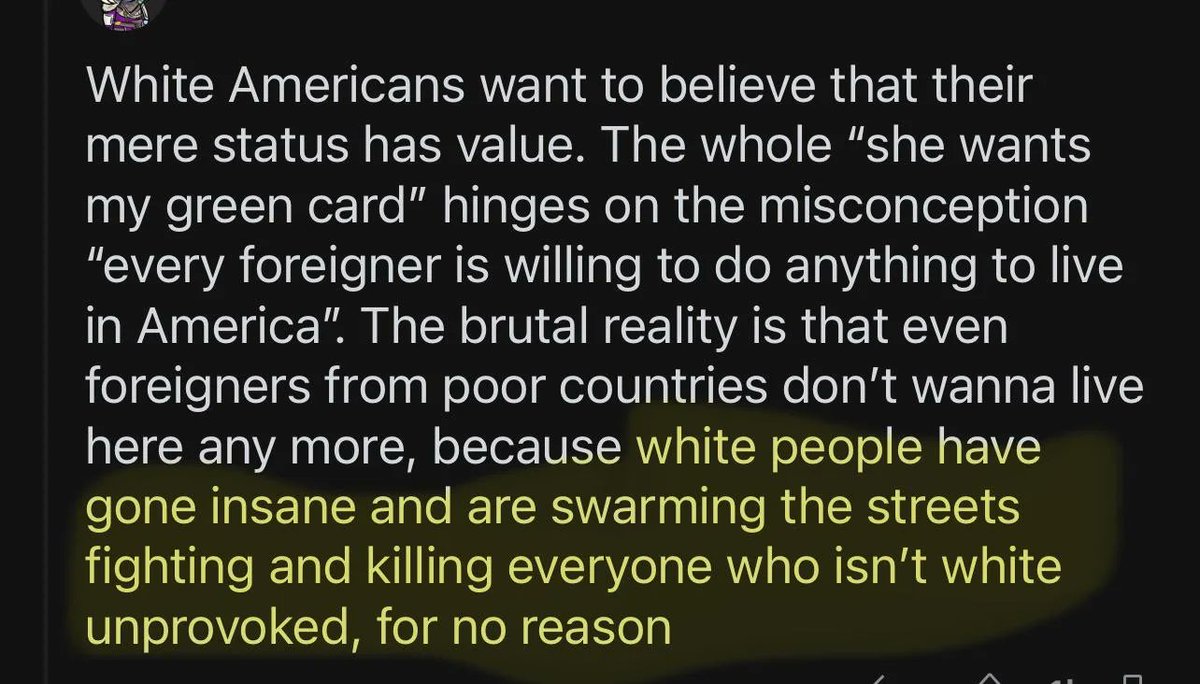 White Americans want to believe that their
mere status has value. The whole “she wants
my green card” hinges on the misconception
“every foreigner is willing to do anything to live
in America”. The brutal reality is that even
foreigners from poor countries don’t wanna live
here any more, because white people have
gone insane and are swarming the streets
fighting and killing everyone who isn’t white
unprovoked, for no reason